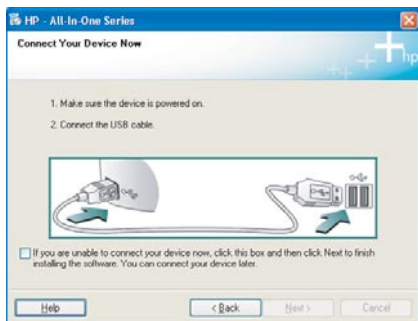 HP - All-In-One Series
Connect Your Device Now
hp
1. Make sure the device is powered on.
2. Connect the USB cable.
If you are unable to connect your device now, click this box and then click Next to finish
installing the software. You can connect your device later.
Help
< Back
Next >
Cancel